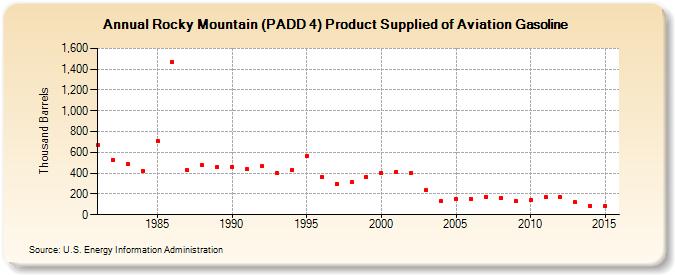 Annual Rocky Mountain (PADD 4) Product Supplied of Aviation Gasoline
Thousand Barrels
1,600
1,400
1,200
1,000
800
600
400
200
0
1985 1990 1995 2000 2005 2010 2015
Source: U.S. Energy Information Administration